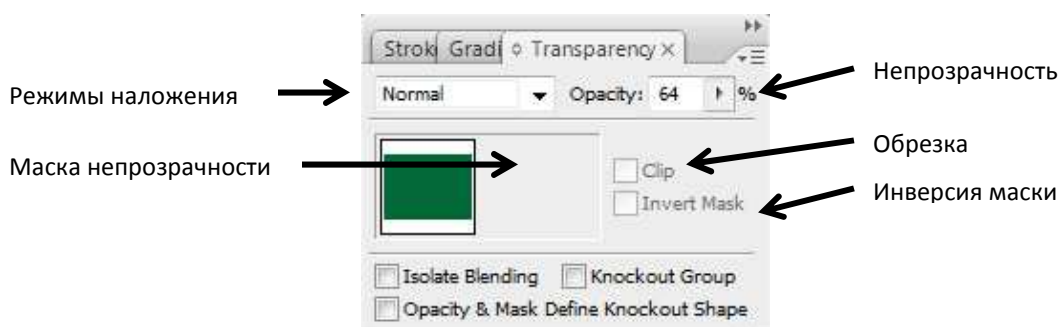 Strok Gradi Transparency ×
Непрозрачность
Режимы наложения
Normal Opacity: 64 %
Обрезка
Маска непрозрачности
Clip
Инверсия маски
Invert Mask
Isolate Blending Knockout Group
Opacity & Mask Define Knockout Shape